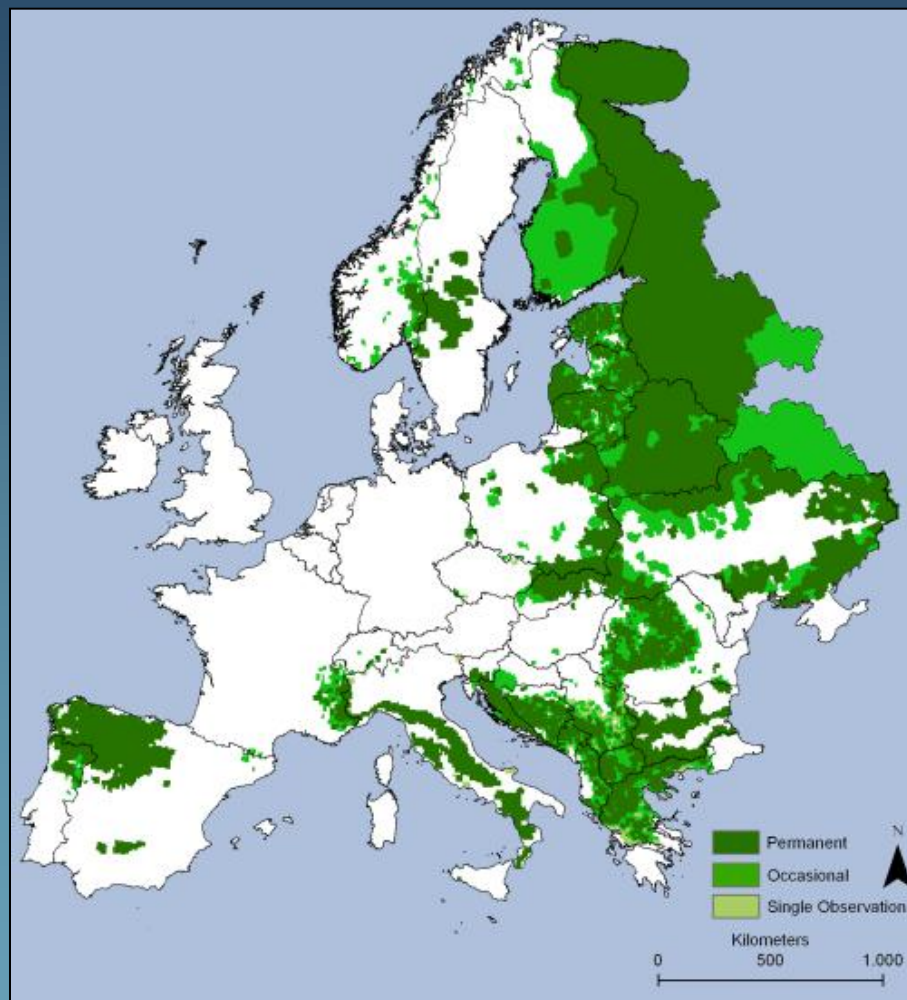 Permanent
Occasional
Single Observation
N
Kilometers
0 500 1.000